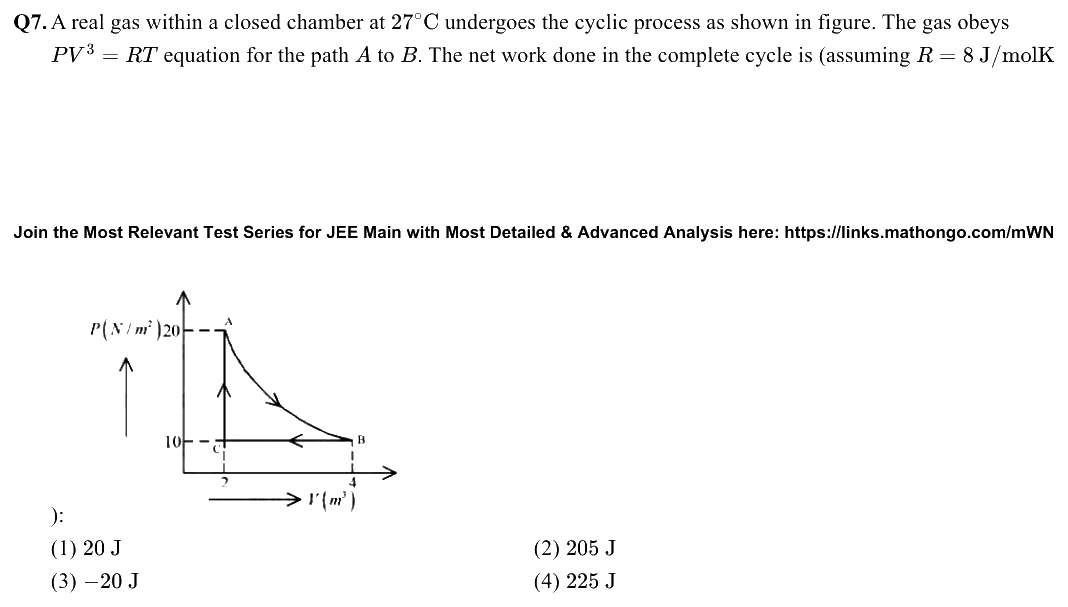 Q7. A real gas within a closed chamber at 27°C undergoes the cyclic process as shown in figure. The gas obeys
PV³ = RT equation for the path A to B. The net work done in the complete cycle is (assuming R = 8 J/molK
Join the Most Relevant Test Series for JEE Main with Most Detailed & Advanced Analysis here: https://links.mathongo.com/mWN
P(N/m²) 20
A
10
C
B
2
4
V(m³)
):
(1) 20 J
(2) 205 J
(3) −20 J
(4) 225 J